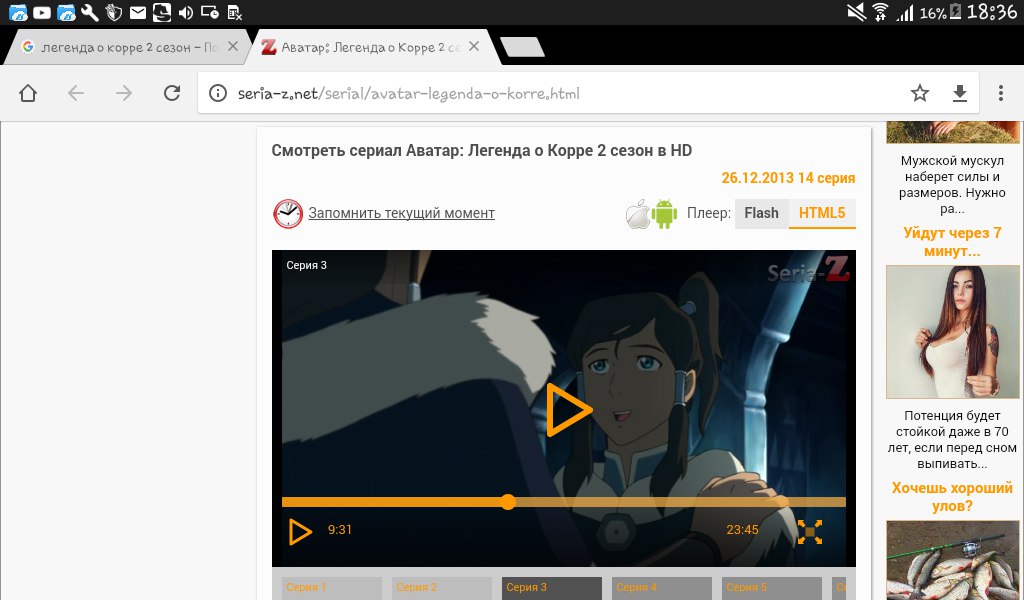 16% 18:36
легенда о корре 2 сезон - По
Аватар: Легенда о Корре 2 се
seria-z.net/serial/avatar-legenda-o-korre.html
Смотреть сериал Аватар: Легенда о Корре 2 сезон в HD
26.12.2013 14 серия
Запомнить текущий момент
Плеер: Flash HTML5
Серия 3
Seria-Z
9:31
23:45
Серия 1
Серия 2
Серия 3
Серия 4
Серия 5
Мужской мускул
наберет силы и
размеров. Нужно
ра...
Уйдут через 7
минут...
Потенция будет
стойкой даже в 70
лет, если перед сном
выпивать...
Хочешь хороший
улов?